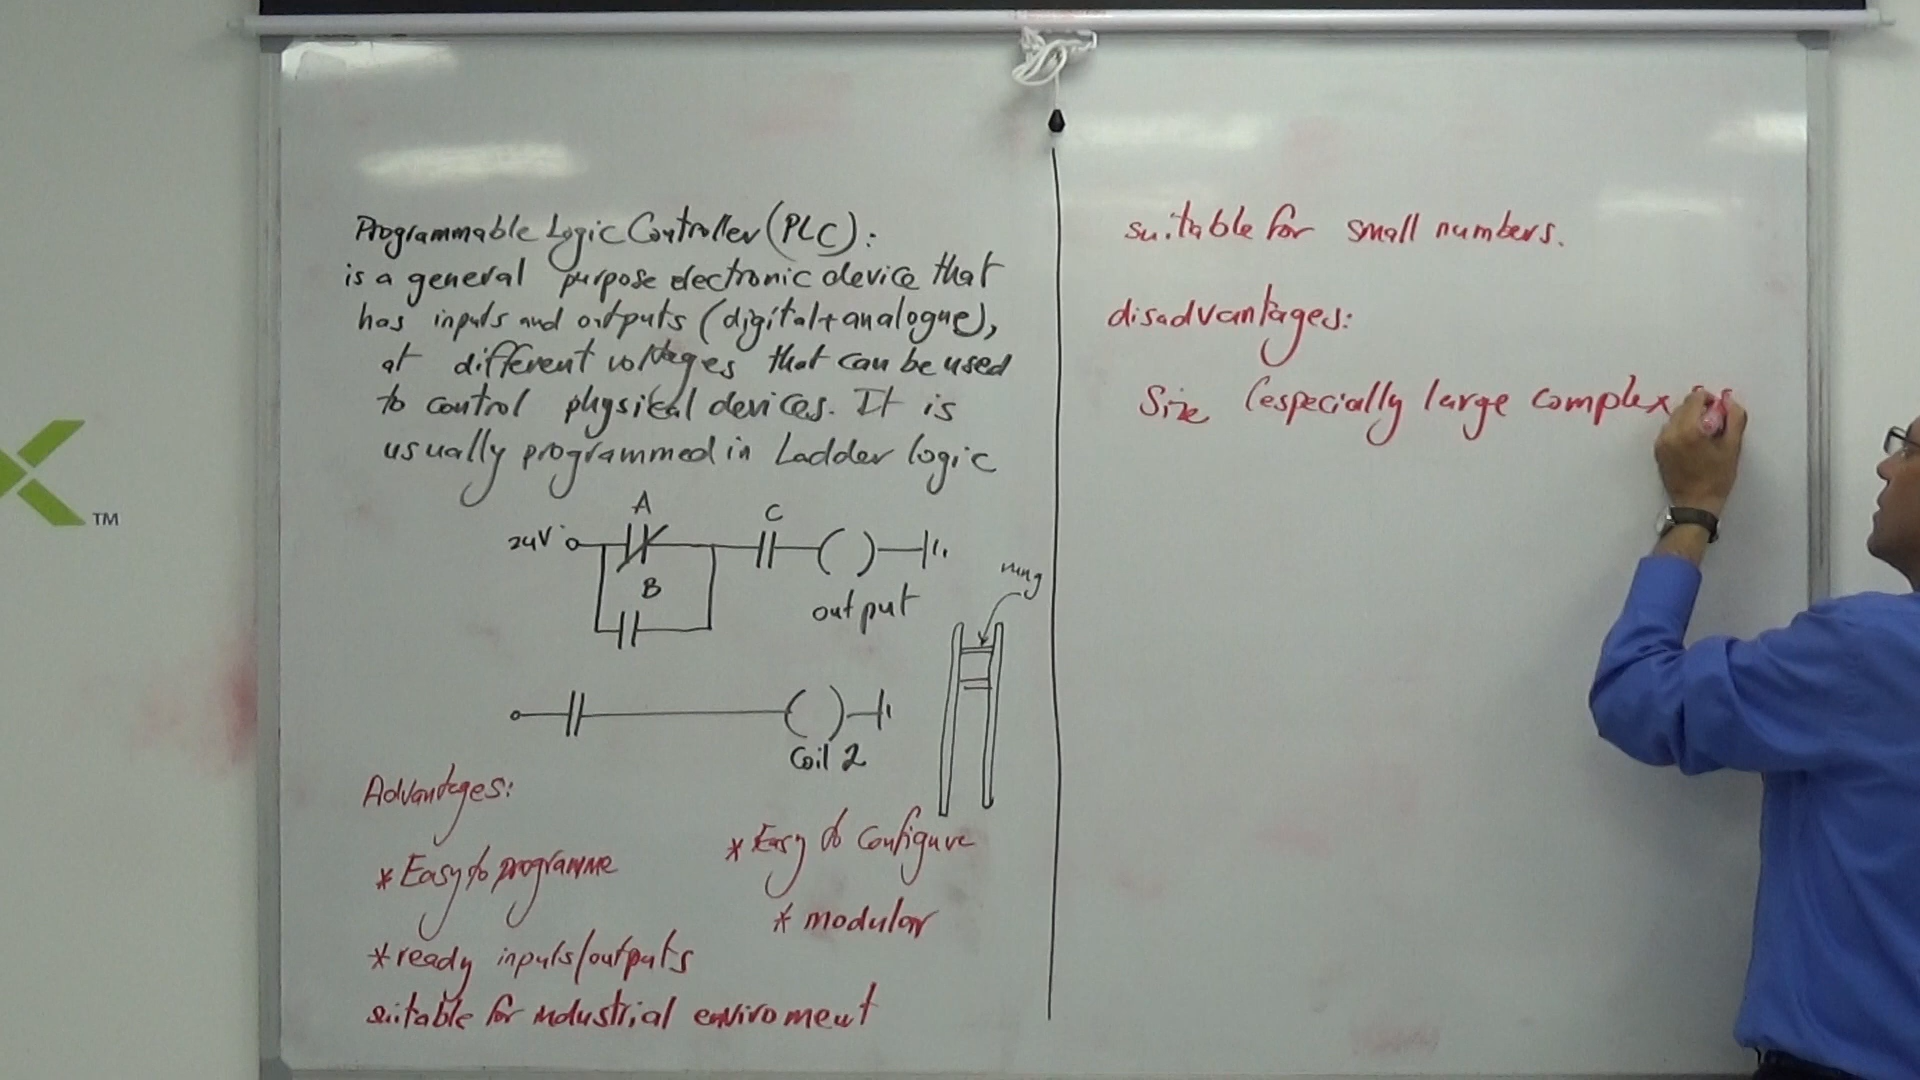 Programmable Logic Controller (PLC):
is a general purpose electronic device that
has inputs and outputs (digital+analogue),
at different voltages that can be used
to control physical devices. It is
usually programmed in Ladder logic
A
C
24V
B
output
rung
Coil 2
Advantages:
* Easy to programme
* Easy to configure
* modular
* ready inputs/outputs
suitable for industrial enviroment
suitable for small numbers.
disadvantages:
Size (especially large complex
TM